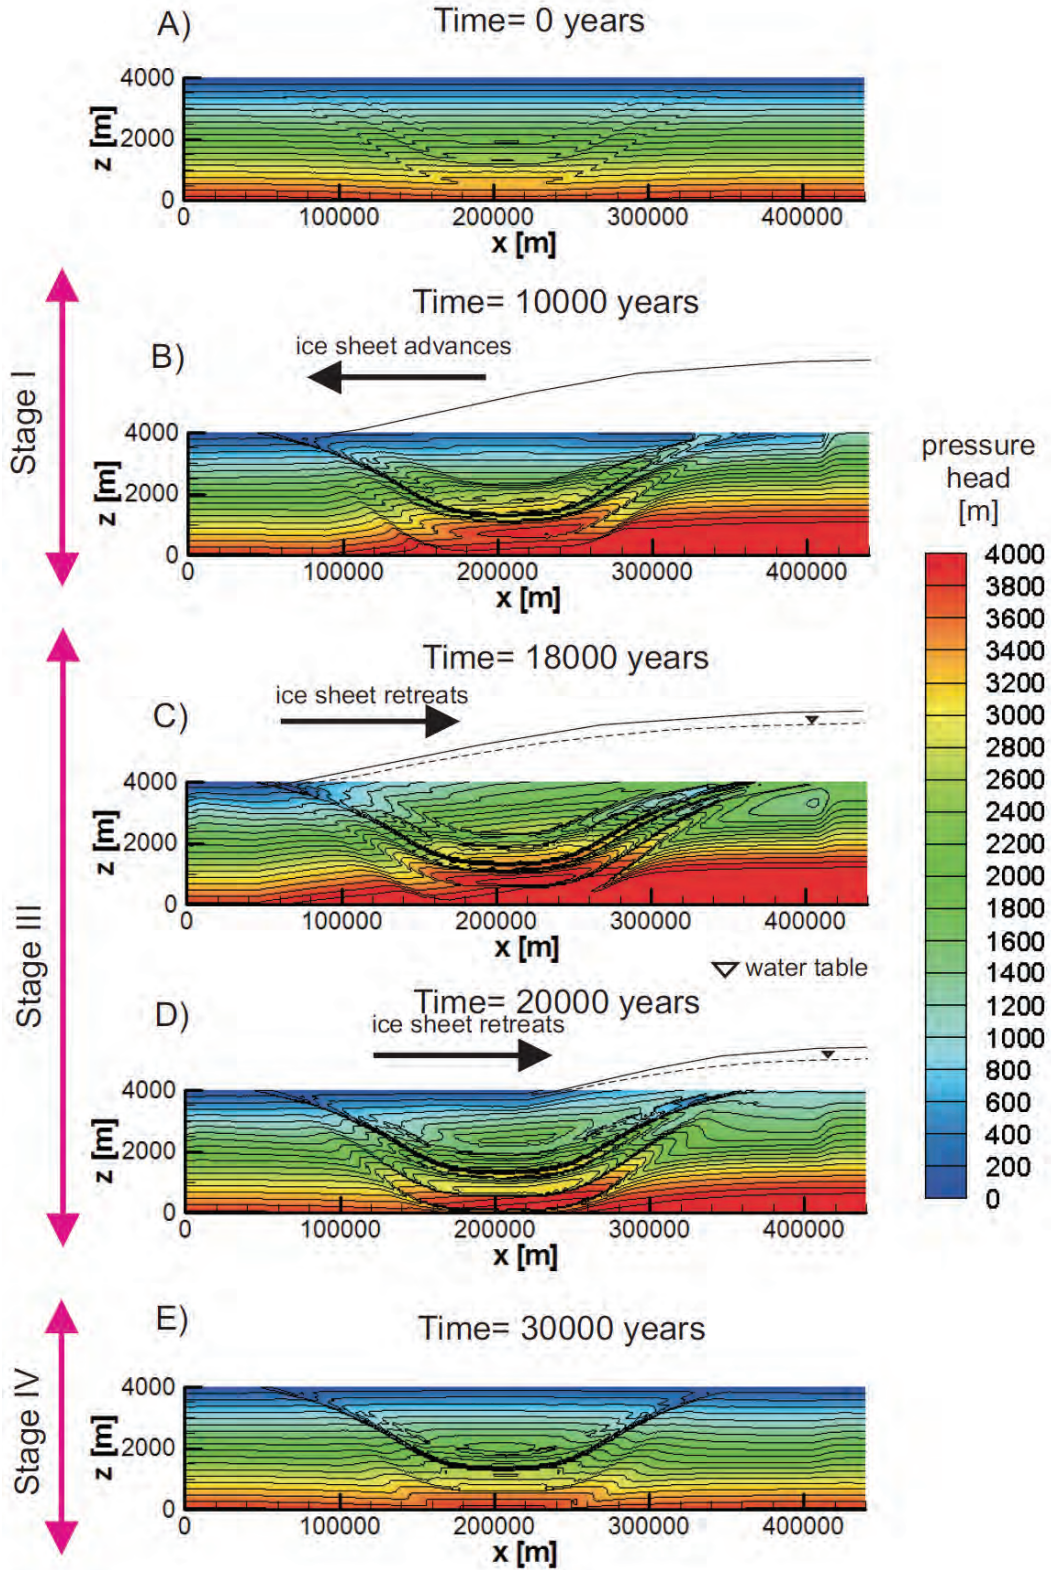 A)
Time= 0 years
4000
2000
0
z [m]
0 100000 200000 300000 400000
x [m]
Stage I
Time= 10000 years
B)
ice sheet advances
4000
2000
0
z [m]
0 100000 200000 300000 400000
x [m]
pressure
head
[m]
4000
3800
3600
3400
3200
3000
2800
2600
2400
2200
2000
1800
1600
1400
1200
1000
800
600
400
200
0
Stage III
Time= 18000 years
C)
ice sheet retreats
4000
2000
0
z [m]
0 100000 200000 300000 400000
x [m]
water table
D)
Time= 20000 years
ice sheet retreats
4000
2000
0
z [m]
0 100000 200000 300000 400000
x [m]
Stage IV
E)
Time= 30000 years
4000
2000
0
z [m]
0 100000 200000 300000 400000
x [m]